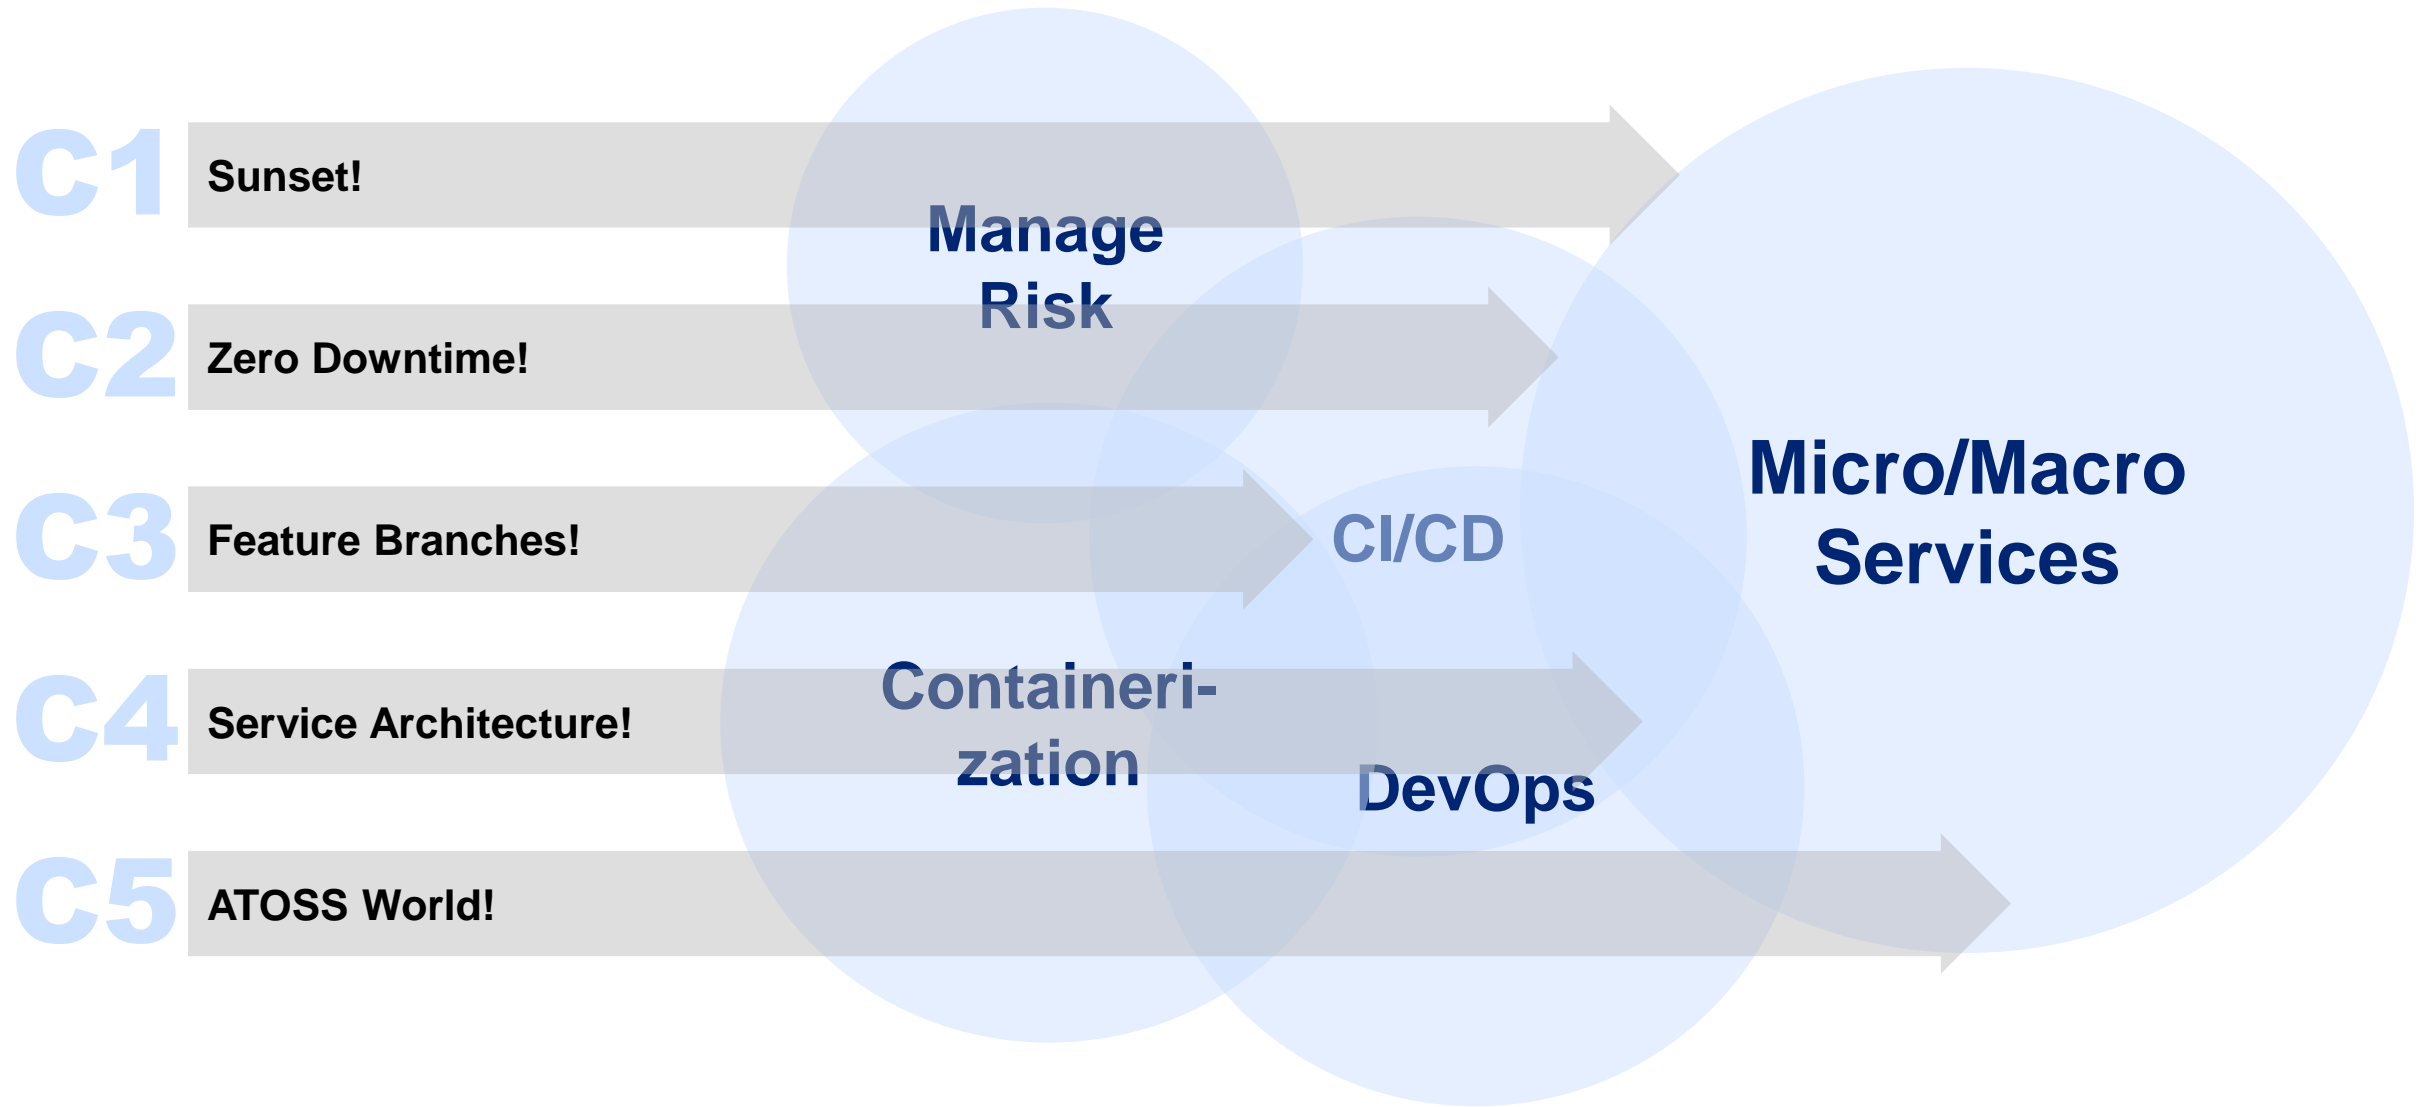 C1 Sunset!
Manage
Risk
C2 Zero Downtime!
C3 Feature Branches!
CI/CD
Micro/Macro
Services
C4 Service Architecture!
Containeri-
zation
DevOps
C5 ATOSS World!